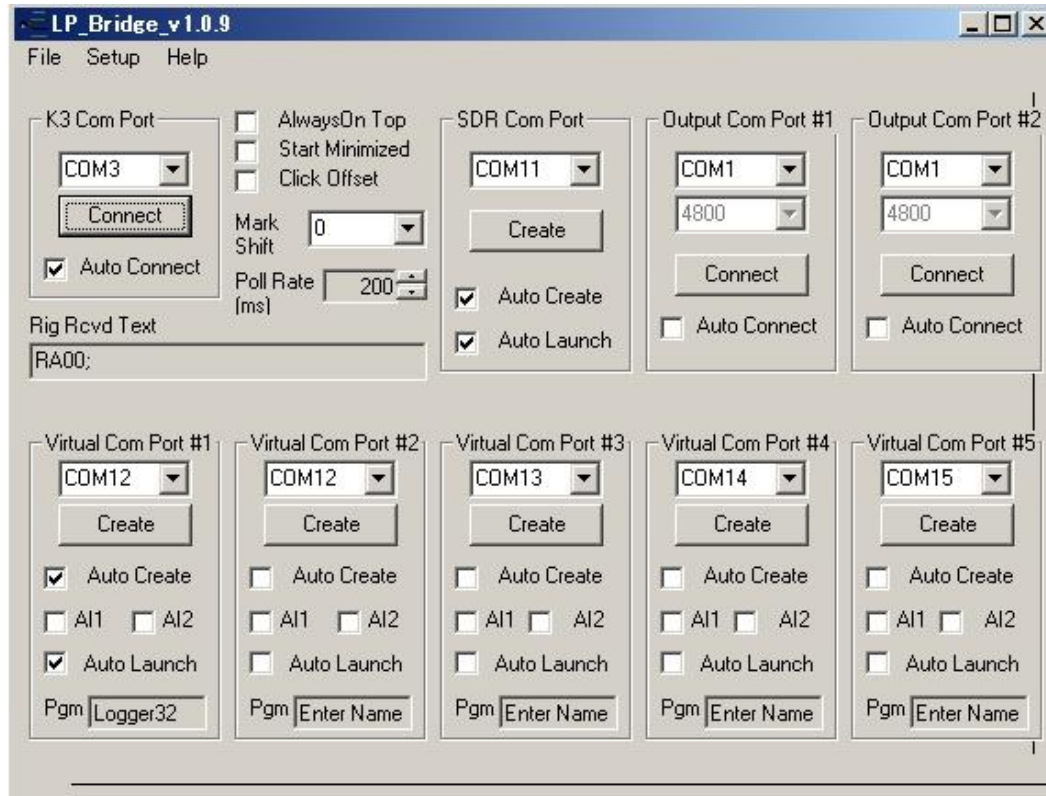 LP_Bridge_v1.0.9
File Setup Help
K3 Com Port
COM3
Connect
Auto Connect
AlwaysOn Top
Start Minimized
Click Offset
Mark Shift 0
Poll Rate (ms) 200
Rig Rcvd Text
RA00;
SDR Com Port
COM11
Create
Auto Create
Auto Launch
Output Com Port #1
COM1
4800
Connect
Auto Connect
Output Com Port #2
COM1
4800
Connect
Auto Connect
Virtual Com Port #1
COM12
Create
Auto Create
AI1 AI2
Auto Launch
Pgm Logger32
Virtual Com Port #2
COM12
Create
Auto Create
AI1 AI2
Auto Launch
Pgm Enter Name
Virtual Com Port #3
COM13
Create
Auto Create
AI1 AI2
Auto Launch
Pgm Enter Name
Virtual Com Port #4
COM14
Create
Auto Create
AI1 AI2
Auto Launch
Pgm Enter Name
Virtual Com Port #5
COM15
Create
Auto Create
AI1 AI2
Auto Launch
Pgm Enter Name